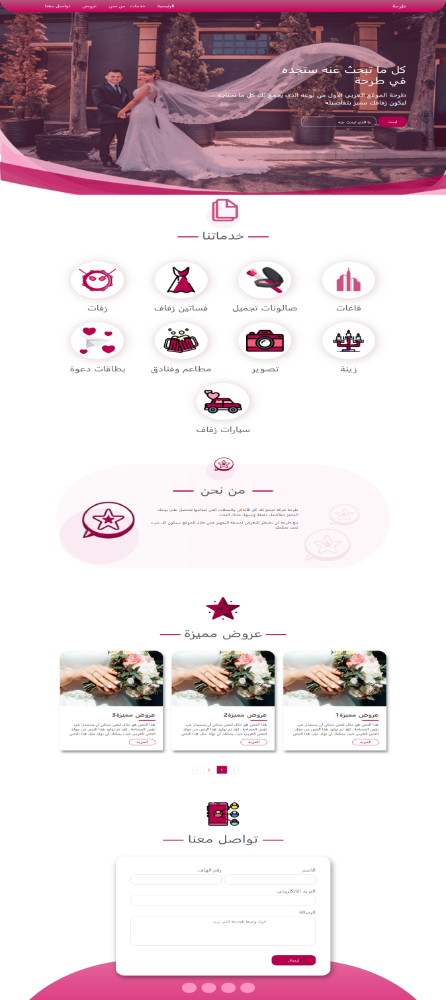 طرحة
الرئيسية
خدمات
من نحن
عروض
تواصل معنا
كل ما تبحث عنه ستجده
في طرحة
طرحة الموقع العربي الأول من نوعه الذي يجمع لك كل ما تحتاجه
ليكون زفافك مميز بتفاصيله
ابحث
ما الذي تبحث عنه
خدماتنا
قاعات
صالونات تجميل
فساتين زفاف
زفات
زينة
تصوير
مطاعم وفنادق
بطاقات دعوة
سيارات زفاف
من نحن
طرحة شركة تجمع لك كل الأماكن والمحلات التي تحتاجها لتحصل على يومك
المميز بتفاصيل دقيقة وتسهل عليك البحث
مع طرحة لن تضطر للتعرض لمشقة التجهيز فمن خلال الموقع سيكون كل شيء
تحت تحكمك
عروض مميزة
عروض مميزة1
هذا النص هو مثال لنص ممكن أن يستبدل في
نفس المساحة . لقد تم توليد هذا النص من مولد
النص العربي حيث يمكنك أن تولد مثل هذا النص
المزيد
عروض مميزة2
هذا النص هو مثال لنص ممكن أن يستبدل في
نفس المساحة . لقد تم توليد هذا النص من مولد
النص العربي حيث يمكنك أن تولد مثل هذا النص
المزيد
عروض مميزة3
هذا النص هو مثال لنص ممكن أن يستبدل في
نفس المساحة . لقد تم توليد هذا النص من مولد
النص العربي حيث يمكنك أن تولد مثل هذا النص
المزيد
‹ 1 2 ›
تواصل معنا
الاسم
رقم الهاف
البريد الالكتروني
الرسالة
اترك وصفا للخدمة التي تريد
إرسال